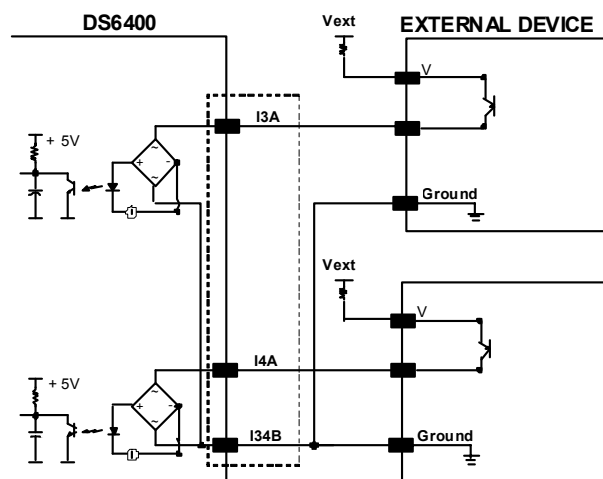 DS6400
Vext
EXTERNAL DEVICE
V
I3A
+ 5V
+
-
~
~
Ground
Vext
V
I4A
+ 5V
+
-
~
~
I34B
Ground